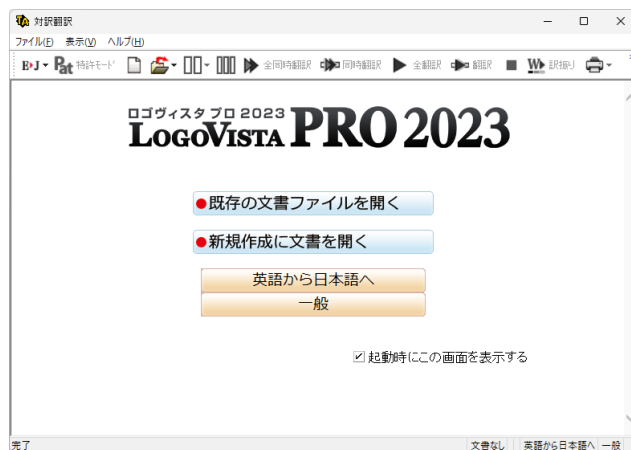 対訳翻訳
ファイル(F) 表示(V) ヘルプ(H)
E▸J Pat 特許モード 全同時翻訳 同時翻訳 全翻訳 翻訳 W 訳振り
ロゴヴィスタ プロ 2023
LOGOVISTA PRO 2023
●既存の文書ファイルを開く
●新規作成に文書を開く
英語から日本語へ
一般
起動時にこの画面を表示する
完了 文書なし 英語から日本語へ 一般